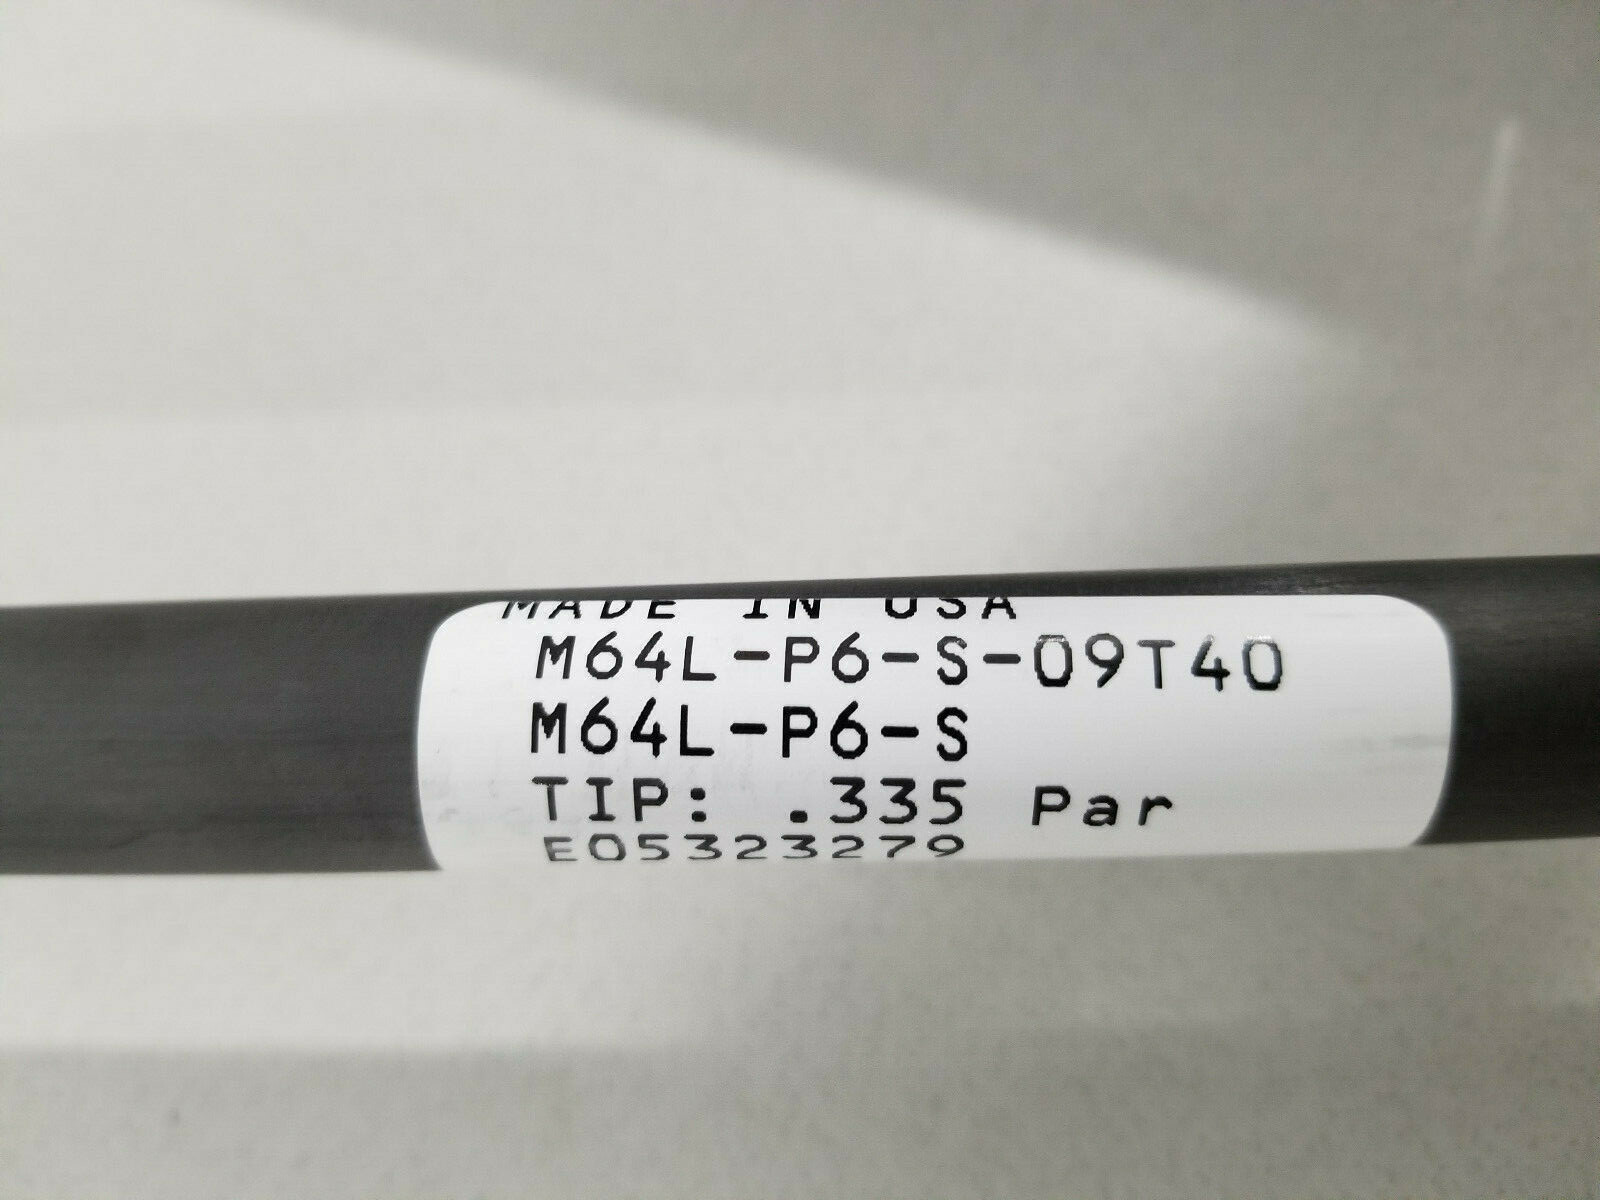 MADE IN USA
M64L-P6-S-09T40
M64L-P6-S
TIP: .335 Par
E05323279